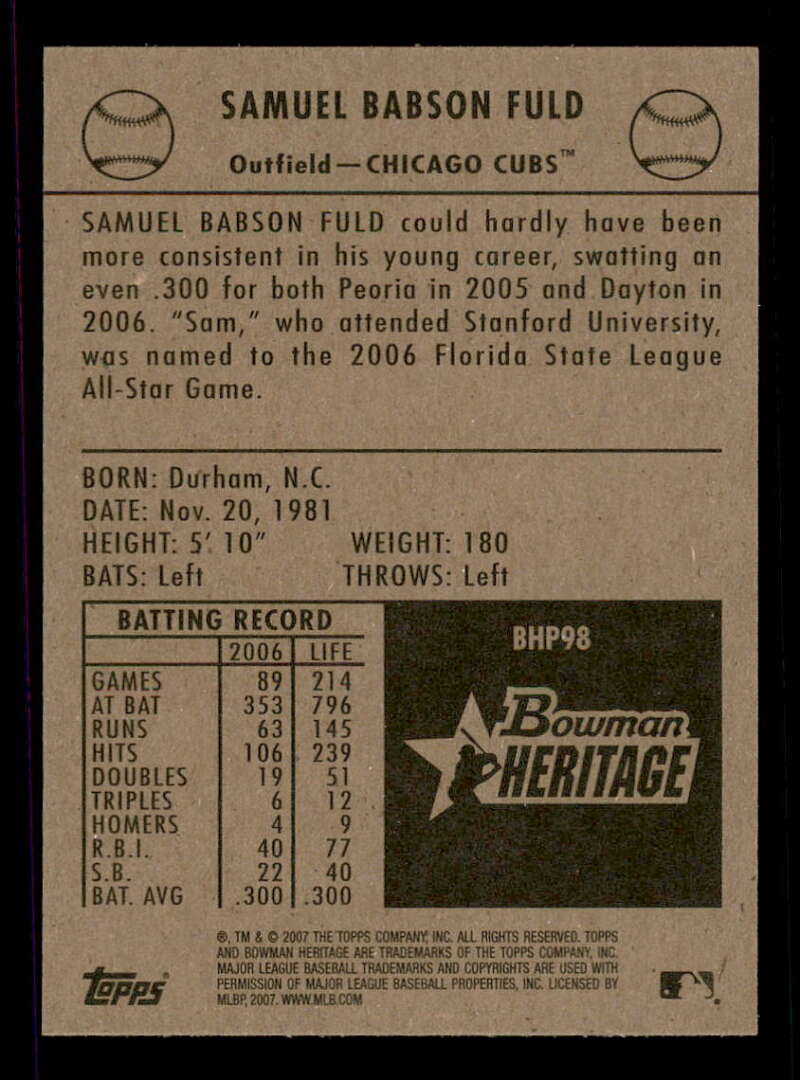 SAMUEL BABSON FULD
Outfield—CHICAGO CUBS™
SAMUEL BABSON FULD could hardly have been
more consistent in his young career, swatting an
even .300 for both Peoria in 2005 and Dayton in
2006. "Sam," who attended Stanford University,
was named to the 2006 Florida State League
All-Star Game.
BORN: Durham, N.C.
DATE: Nov. 20, 1981
HEIGHT: 5' 10" WEIGHT: 180
BATS: Left THROWS: Left
BATTING RECORD
2006 LIFE
GAMES 89 214
AT BAT 353 796
RUNS 63 145
HITS 106 239
DOUBLES 19 51
TRIPLES 6 12
HOMERS 4 9
R.B.I. 40 77
S.B. 22 40
BAT. AVG .300 .300
BHP98
Bowman
HERITAGE
®, TM & © 2007 THE TOPPS COMPANY, INC. ALL RIGHTS RESERVED. TOPPS
AND BOWMAN HERITAGE ARE TRADEMARKS OF THE TOPPS COMPANY, INC.
MAJOR LEAGUE BASEBALL TRADEMARKS AND COPYRIGHTS ARE USED WITH
PERMISSION OF MAJOR LEAGUE BASEBALL PROPERTIES, INC. LICENSED BY
MLBP, 2007. WWW.MLB.COM
Topps